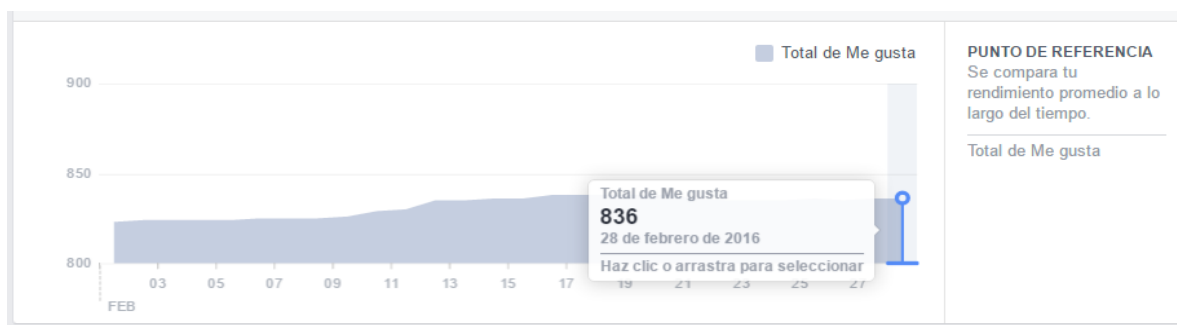 Total de Me gusta
900
850
800
Total de Me gusta
836
28 de febrero de 2016
Haz clic o arrastra para seleccionar
03 05 07 09 11 13 15 17 19 21 23 25 27
FEB
PUNTO DE REFERENCIA
Se compara tu
rendimiento promedio a lo
largo del tiempo.
Total de Me gusta